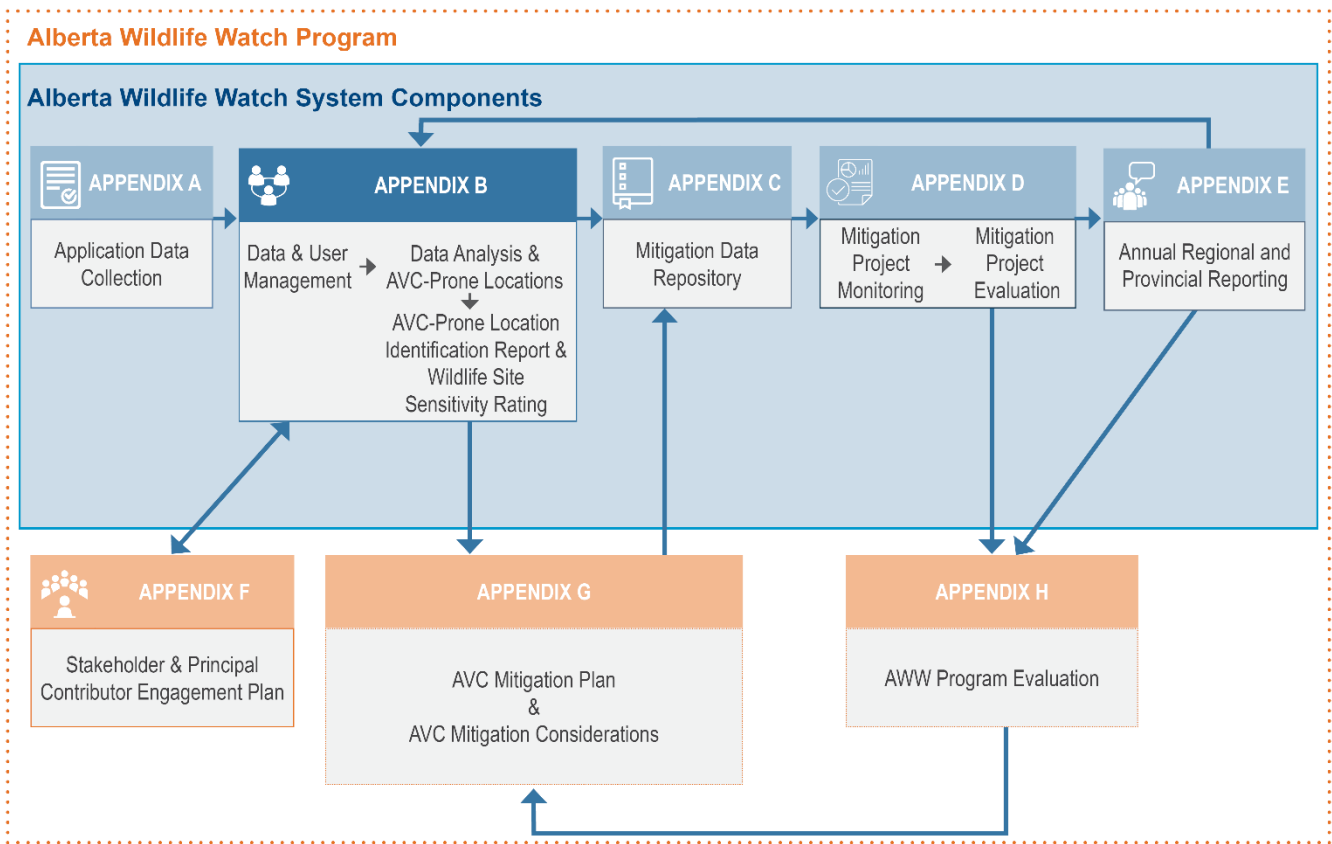 Alberta Wildlife Watch Program
Alberta Wildlife Watch System Components
APPENDIX A
Application Data
Collection
APPENDIX B
Data & User
Management
Data Analysis &
AVC-Prone Locations
AVC-Prone Location
Identification Report &
Wildlife Site
Sensitivity Rating
APPENDIX C
Mitigation Data
Repository
APPENDIX D
Mitigation
Project
Monitoring
Mitigation
Project
Evaluation
APPENDIX E
Annual Regional and
Provincial Reporting
APPENDIX F
Stakeholder & Principal
Contributor Engagement Plan
APPENDIX G
AVC Mitigation Plan
&
AVC Mitigation Considerations
APPENDIX H
AWW Program Evaluation